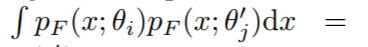 ∫ p_F(x; θ_i) p_F(x; θ′_j) dx =